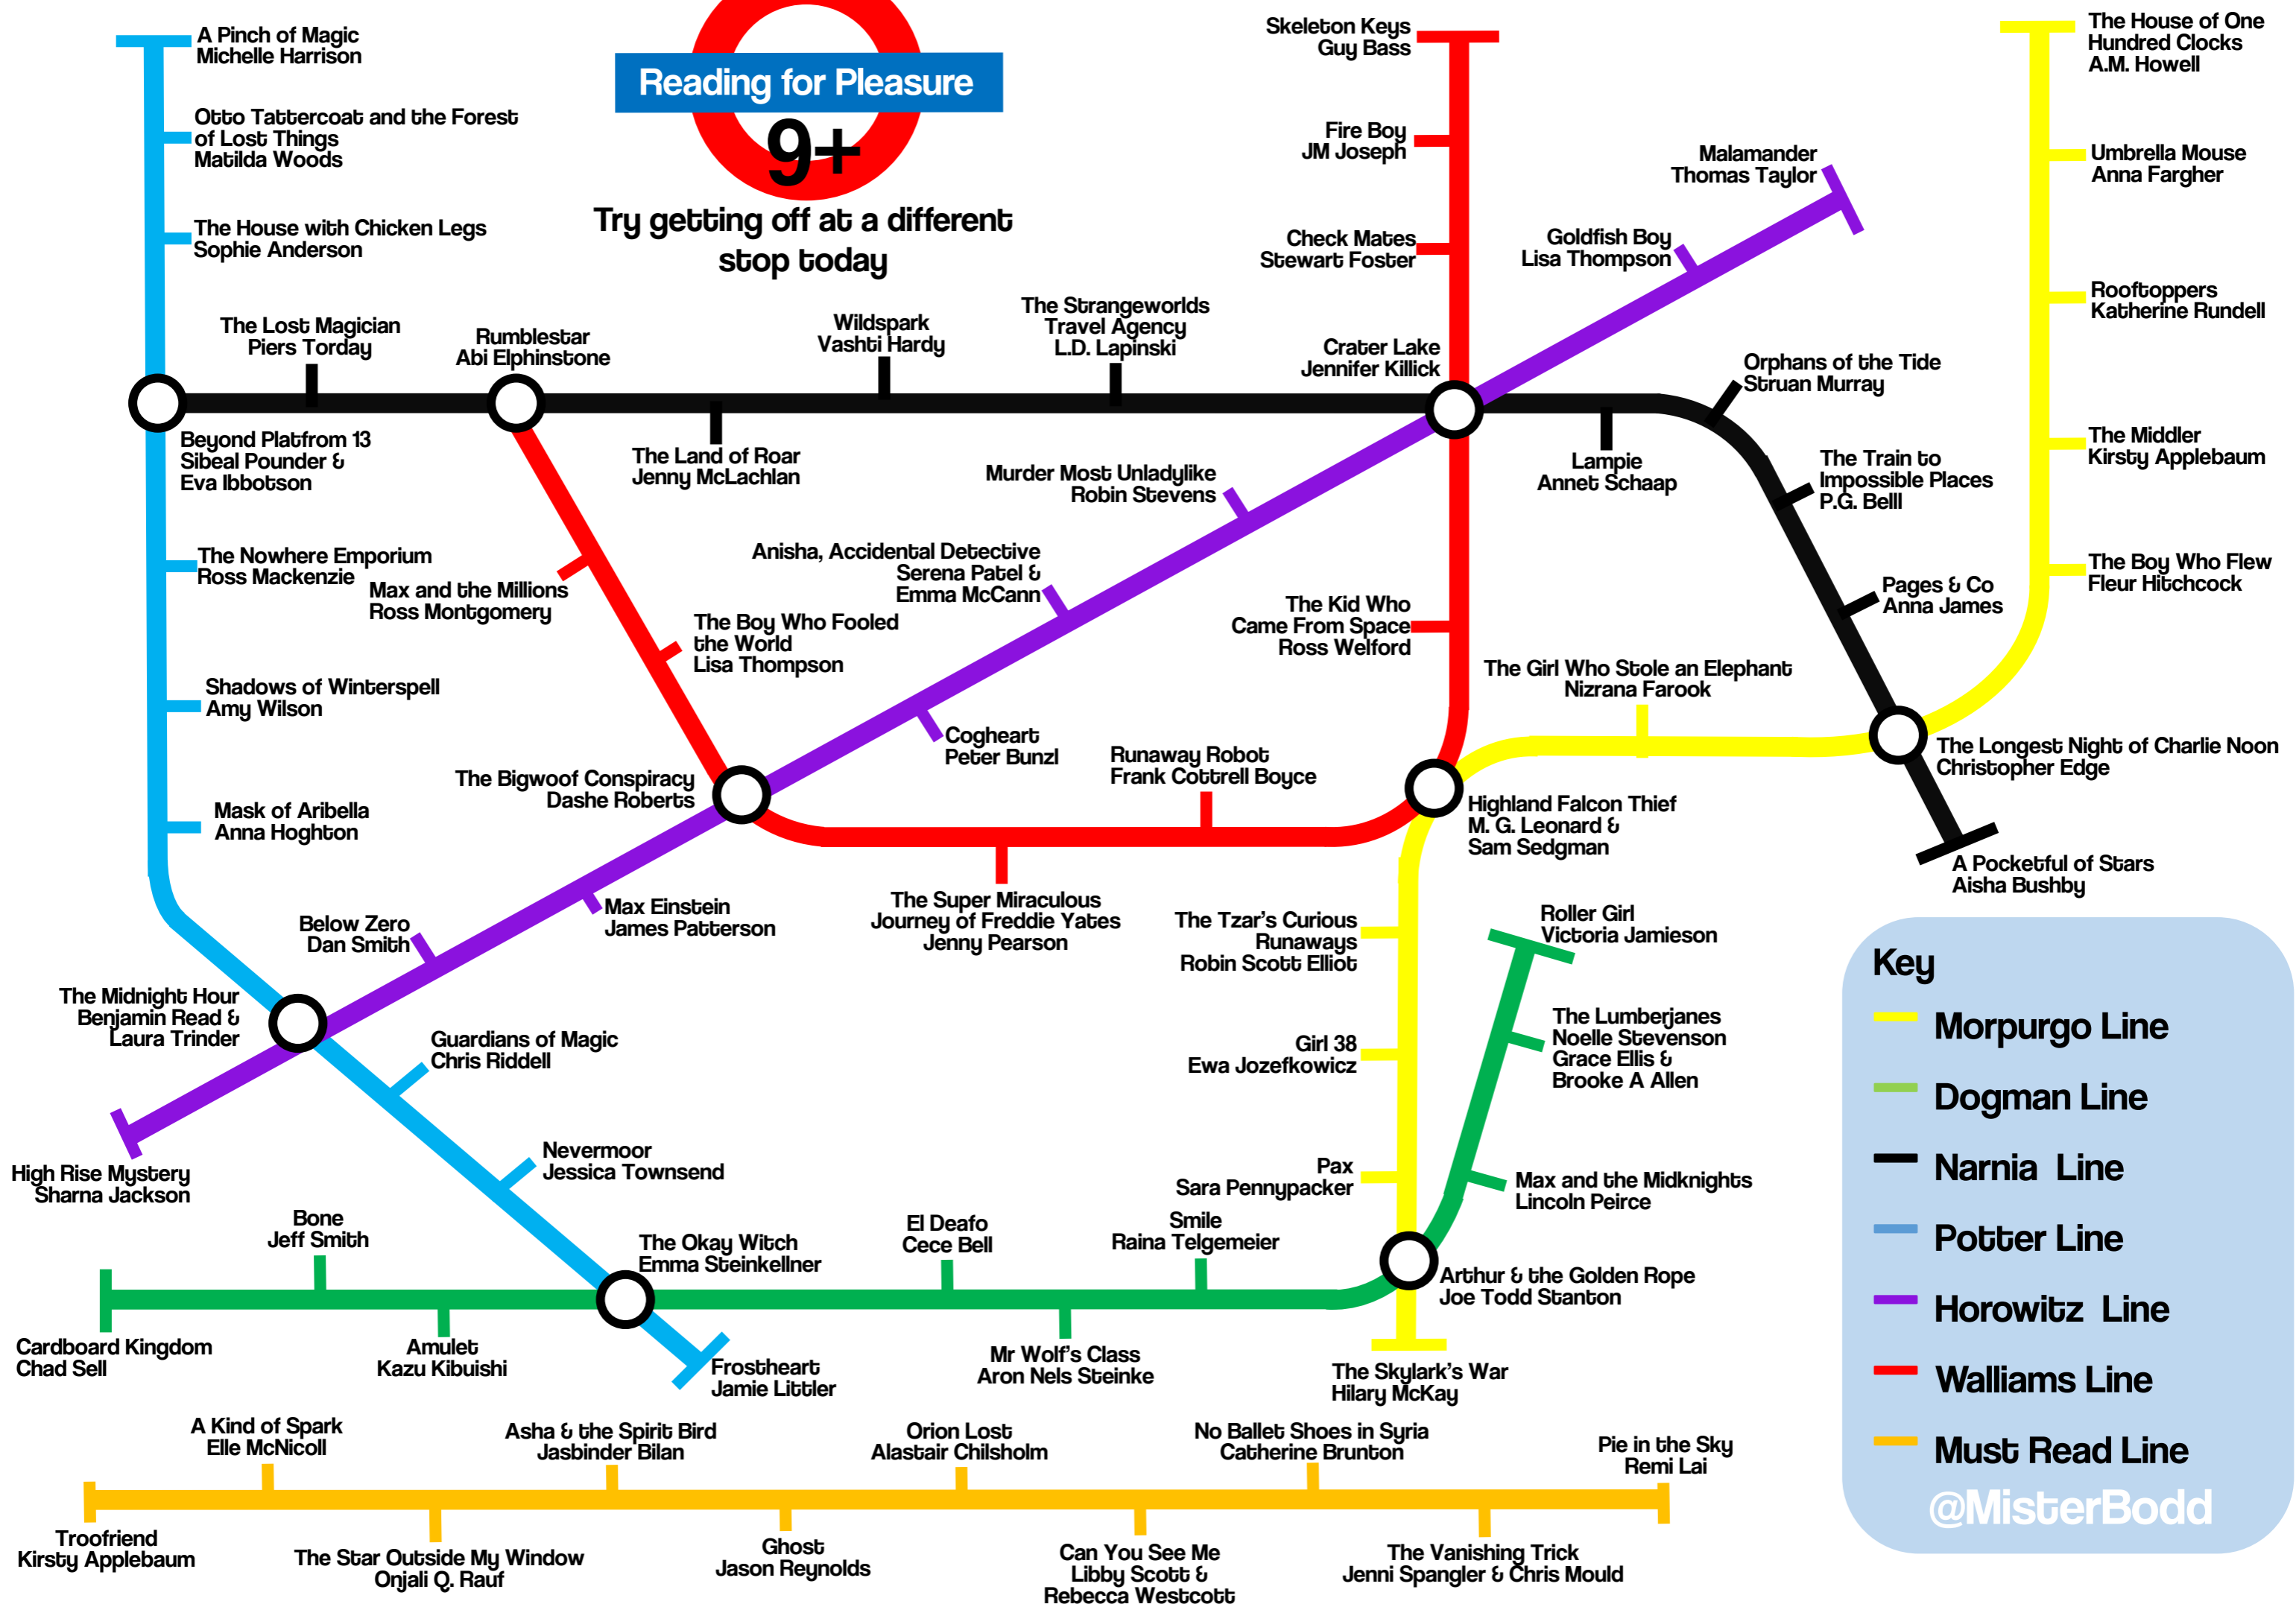 A Pinch of Magic
Michelle Harrison
Otto Tattercoat and the Forest
of Lost Things
Matilda Woods
The House with Chicken Legs
Sophie Anderson
Reading for Pleasure
9+
Try getting off at a different
stop today
Skeleton Keys
Guy Bass
Fire Boy
JM Joseph
Check Mates
Stewart Foster
Malamander
Thomas Taylor
Goldfish Boy
Lisa Thompson
The House of One
Hundred Clocks
A.M. Howell
Umbrella Mouse
Anna Fargher
Rooftoppers
Katherine Rundell
The Middler
Kirsty Applebaum
The Boy Who Flew
Fleur Hitchcock
The Lost Magician
Piers Torday
Rumblestar
Abi Elphinstone
Wildspark
Vashti Hardy
The Strangeworlds
Travel Agency
L.D. Lapinski
Crater Lake
Jennifer Killick
Orphans of the Tide
Struan Murray
Beyond Platfrom 13
Sibeal Pounder &
Eva Ibbotson
The Land of Roar
Jenny McLachlan
Murder Most Unladylike
Robin Stevens
Lampie
Annet Schaap
The Train to
Impossible Places
P.G. Belll
The Nowhere Emporium
Ross Mackenzie
Max and the Millions
Ross Montgomery
Anisha, Accidental Detective
Serena Patel &
Emma McCann
The Boy Who Fooled
the World
Lisa Thompson
The Kid Who
Came From Space
Ross Welford
Pages & Co
Anna James
The Girl Who Stole an Elephant
Nizrana Farook
Shadows of Winterspell
Amy Wilson
Cogheart
Peter Bunzl
Runaway Robot
Frank Cottrell Boyce
The Longest Night of Charlie Noon
Christopher Edge
The Bigwoof Conspiracy
Dashe Roberts
Highland Falcon Thief
M. G. Leonard &
Sam Sedgman
Mask of Aribella
Anna Hoghton
A Pocketful of Stars
Aisha Bushby
Below Zero
Dan Smith
Max Einstein
James Patterson
The Super Miraculous
Journey of Freddie Yates
Jenny Pearson
The Tzar's Curious
Runaways
Robin Scott Elliot
Roller Girl
Victoria Jamieson
The Midnight Hour
Benjamin Read &
Laura Trinder
Guardians of Magic
Chris Riddell
Girl 38
Ewa Jozefkowicz
The Lumberjanes
Noelle Stevenson
Grace Ellis &
Brooke A Allen
High Rise Mystery
Sharna Jackson
Nevermoor
Jessica Townsend
Pax
Sara Pennypacker
Max and the Midknights
Lincoln Peirce
Bone
Jeff Smith
The Okay Witch
Emma Steinkellner
El Deafo
Cece Bell
Smile
Raina Telgemeier
Arthur & the Golden Rope
Joe Todd Stanton
Cardboard Kingdom
Chad Sell
Amulet
Kazu Kibuishi
Frostheart
Jamie Littler
Mr Wolf's Class
Aron Nels Steinke
The Skylark's War
Hilary McKay
A Kind of Spark
Elle McNicoll
Asha & the Spirit Bird
Jasbinder Bilan
Orion Lost
Alastair Chilsholm
No Ballet Shoes in Syria
Catherine Brunton
Pie in the Sky
Remi Lai
Troofriend
Kirsty Applebaum
The Star Outside My Window
Onjali Q. Rauf
Ghost
Jason Reynolds
Can You See Me
Libby Scott &
Rebecca Westcott
The Vanishing Trick
Jenni Spangler & Chris Mould
Key
Morpurgo Line
Dogman Line
Narnia Line
Potter Line
Horowitz Line
Walliams Line
Must Read Line
@MisterBodd